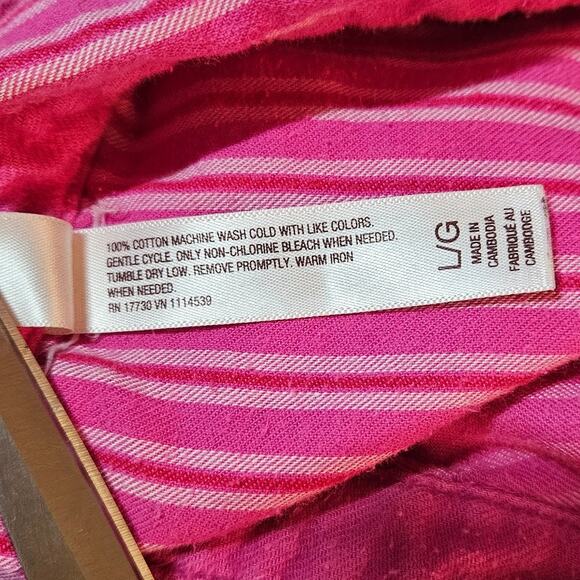 100% COTTON MACHINE WASH COLD WITH LIKE COLORS.
GENTLE CYCLE. ONLY NON-CHLORINE BLEACH WHEN NEEDED.
TUMBLE DRY LOW. REMOVE PROMPTLY. WARM IRON
WHEN NEEDED.
RN 17730 VN 1114539
L/G
MADE IN
CAMBODIA
FABRIQUÉ AU
CAMBODGE